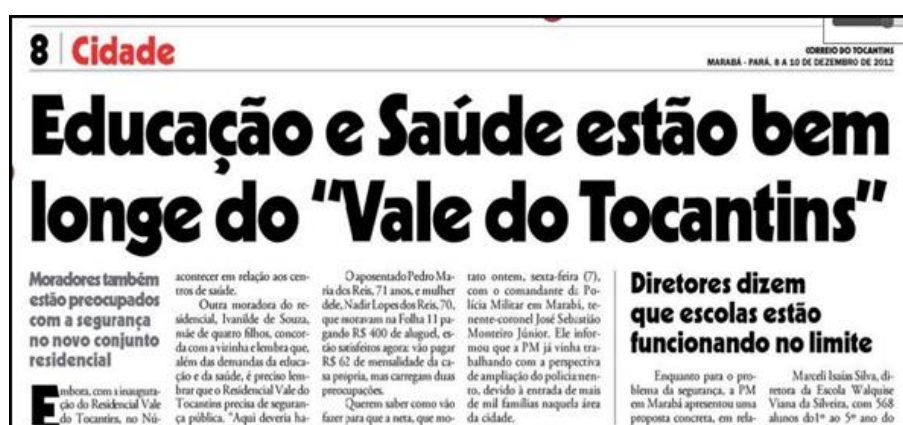 8 Cidade
CORREIO DO TOCANTINS
MARABÁ - PARÁ, 8 A 10 DE DEZEMBRO DE 2012
Educação e Saúde estão bem
longe do "Vale do Tocantins"
Moradores também
estão preocupados
com a segurança
no novo conjunto
residencial
Embora, com a inaugura-
ção do Residencial Vale
do Tocantins, no Nú-
acontecer em relação aos cen-
tros de saúde.
Outra moradora do re-
sidencial, Ivanilde de Souza,
mãe de quatro filhos, concor-
da com a vizinha e lembra que,
além das demandas da educa-
ção e da saúde, é preciso lem-
brar que o Residencial Vale do
Tocantins precisa de seguran-
ça pública. "Aqui deveria ha-
O aposentado Pedro Ma-
ria dos Reis, 71 anos, e mulher
dele, Nadir Lopes dos Reis, 70,
que moravam na Folha 11 pa-
gando R$ 400 de aluguel, es-
tão satisfeitos agora: vão pagar
R$ 62 de mensalidade da ca-
sa própria, mas carregam duas
preocupações.
Querem saber como vão
fazer para que a neta, que mo-
tato ontem, sexta-feira (7),
com o comandante da Po-
lícia Militar em Marabá, te-
nente-coronel José Sebastião
Monteiro Júnior. Ele infor-
mou que a PM já vinha tra-
balhando com a perspectiva
de ampliação do policiamen-
to, devido à entrada de mais
de mil famílias naquela área
da cidade.
Diretores dizem
que escolas estão
funcionando no limite
Enquanto para o pro-
blema da segurança, a PM
em Marabá apresentou uma
proposta concreta, em rela-
Marceli Isaías Silva, di-
retora da Escola Walquise
Viana da Silveira, com 568
alunos do 1º ao 5º ano do